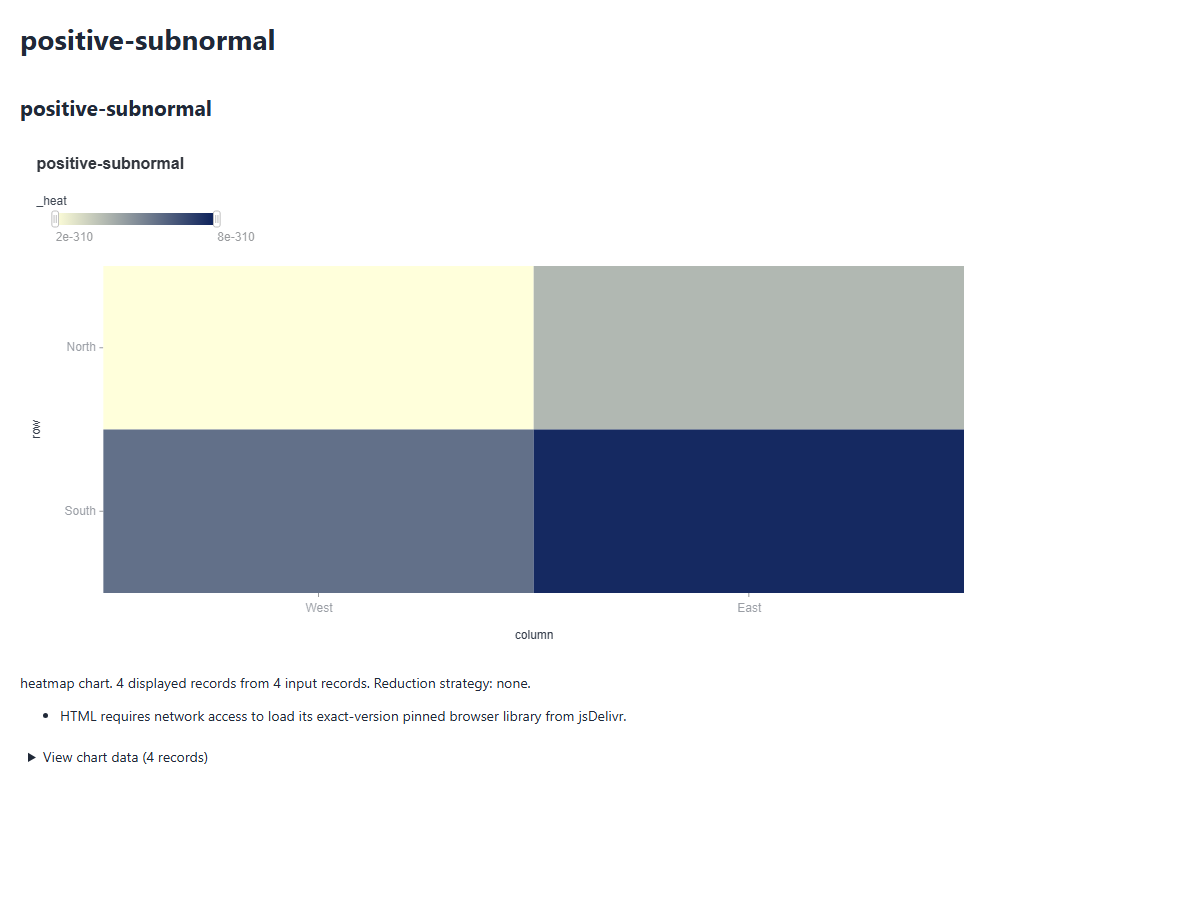 positive-subnormal
positive-subnormal
positive-subnormal
_heat
2e-310 8e-310
North
row
South
West East
column
heatmap chart. 4 displayed records from 4 input records. Reduction strategy: none.
• HTML requires network access to load its exact-version pinned browser library from jsDelivr.
▶ View chart data (4 records)